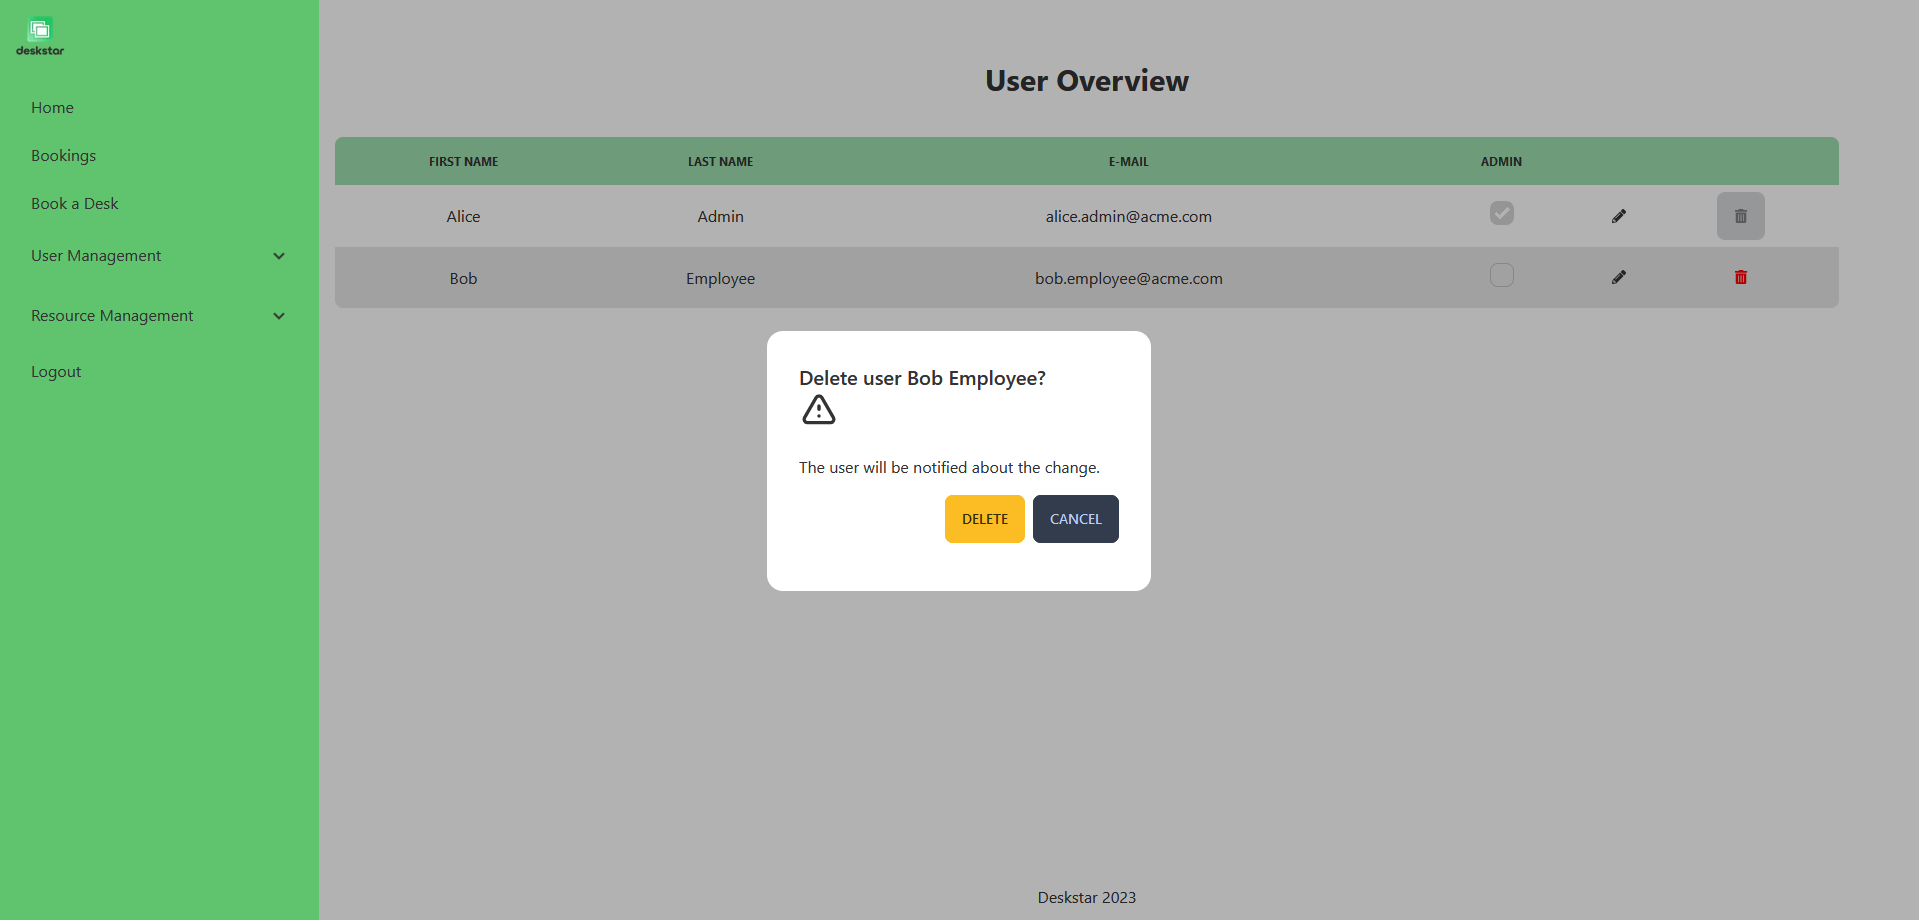 deskstar
Home
Bookings
Book a Desk
User Management
Resource Management
Logout
User Overview
FIRST NAME LAST NAME E-MAIL ADMIN
Alice Admin alice.admin@acme.com
Bob Employee bob.employee@acme.com
Delete user Bob Employee?
The user will be notified about the change.
DELETE CANCEL
Deskstar 2023